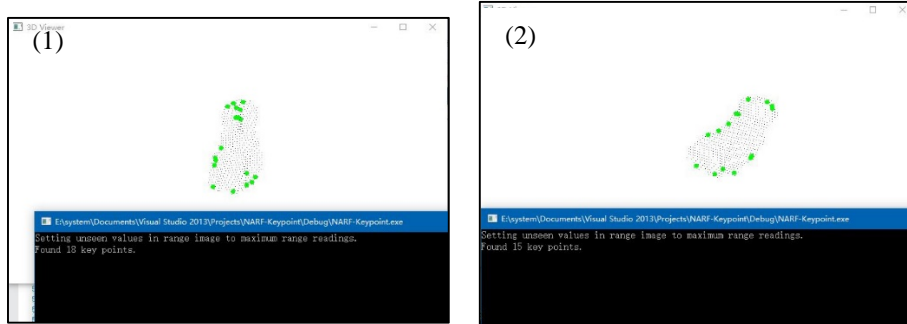 3D Viewer
(1)
E:\system\Documents\Visual Studio 2013\Projects\NARF-Keypoint\Debug\NARF-Keypoint.exe
Setting unseen values in range image to maximum range readings.
Found 18 key points.
(2)
E:\system\Documents\Visual Studio 2013\Projects\NARF-Keypoint\Debug\NARF-Keypoint.exe
Setting unseen values in range image to maximum range readings.
Found 15 key points.